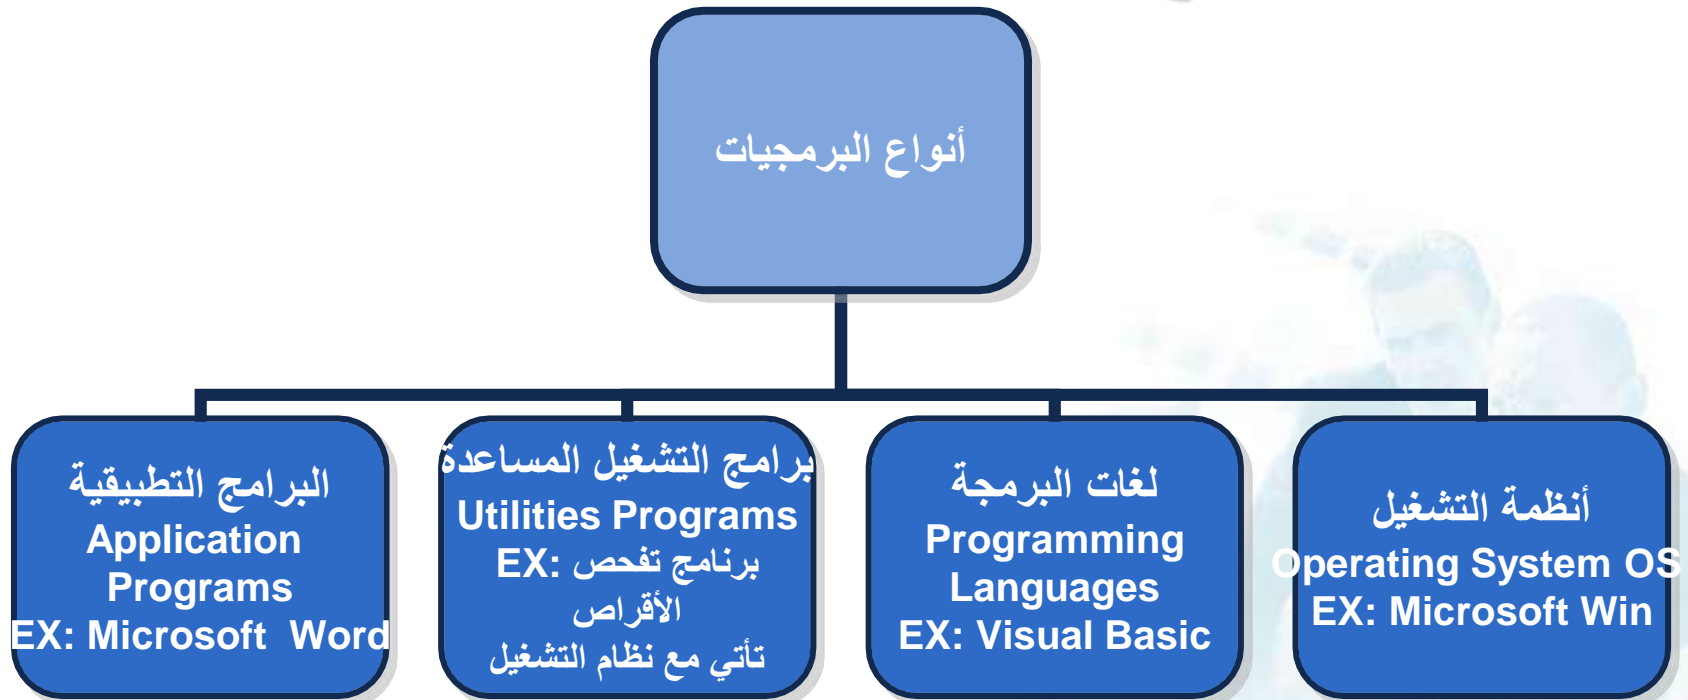 أنواع البرمجيات
أنظمة التشغيل
Operating System OS
EX: Microsoft Win
لغات البرمجة
Programming
Languages
EX: Visual Basic
برامج التشغيل المساعدة
Utilities Programs
EX: برنامج تفحص
الأقراص
تأتي مع نظام التشغيل
البرامج التطبيقية
Application
Programs
EX: Microsoft Word